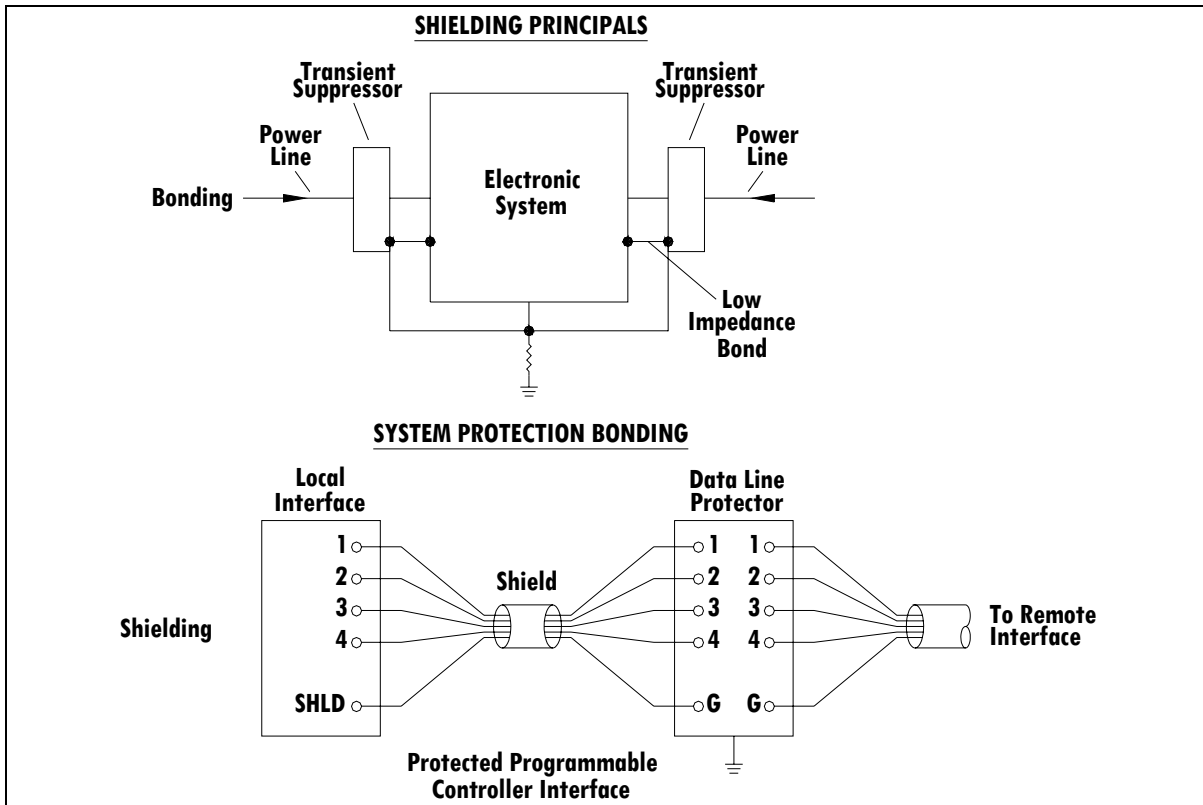 SHIELDING PRINCIPALS
Transient
Suppressor
Transient
Suppressor
Power
Line
Power
Line
Bonding
Electronic
System
Low
Impedance
Bond
SYSTEM PROTECTION BONDING
Local
Interface
Data Line
Protector
1
2
3
4
SHLD
Shield
1
2
3
4
G
1
2
3
4
G
Shielding
To Remote
Interface
Protected Programmable
Controller Interface